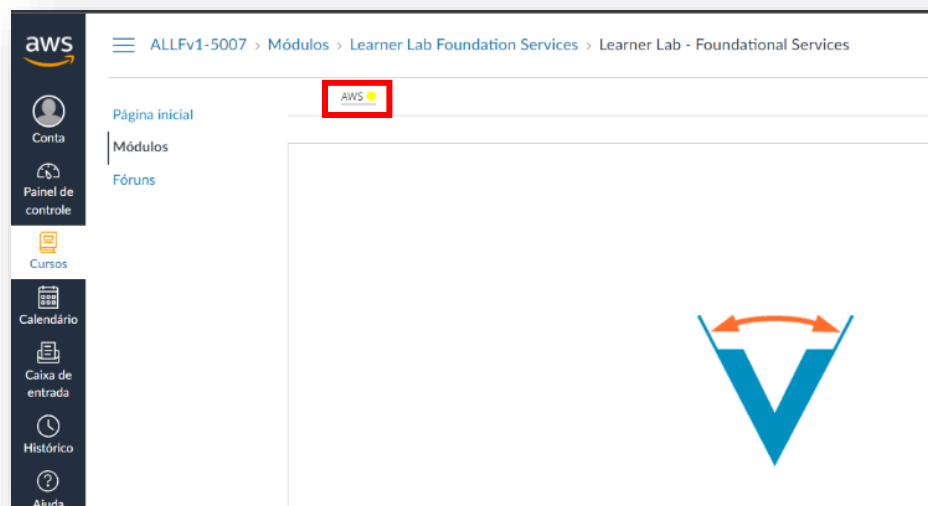 aws
ALLFv1-5007 > Módulos > Learner Lab Foundation Services > Learner Lab - Foundational Services
AWS
Página inicial
Módulos
Fóruns
Conta
Painel de
controle
Cursos
Calendário
Caixa de
entrada
Histórico
Ajuda